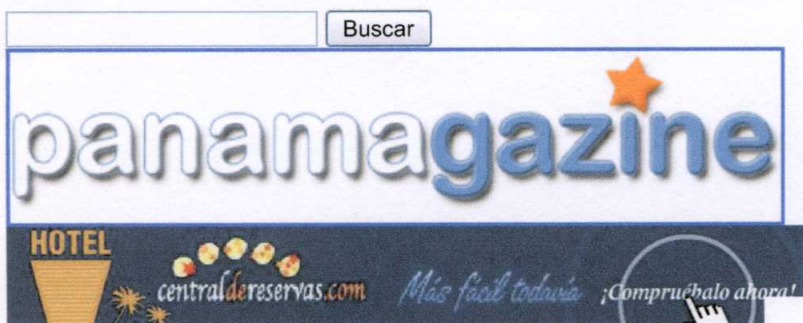 Buscar
panamagazine
HOTEL
centraldereservas.com
Más fácil todavía
¡Compruébalo ahora!